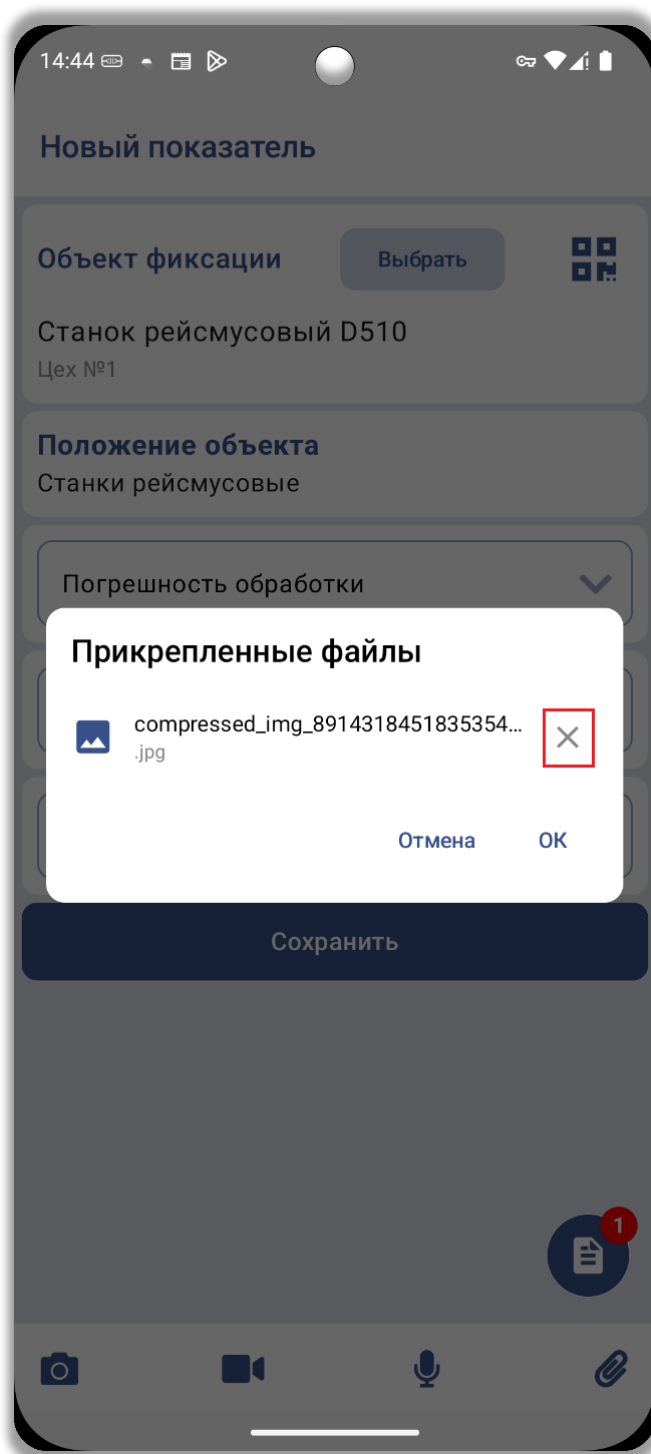 14:44
Новый показатель
Объект фиксации
Выбрать
Станок рейсмусовый D510
Цех №1
Положение объекта
Станки рейсмусовые
Погрешность обработки
Прикрепленные файлы
compressed_img_8914318451835354...
.jpg
Отмена
ОК
Сохранить
1